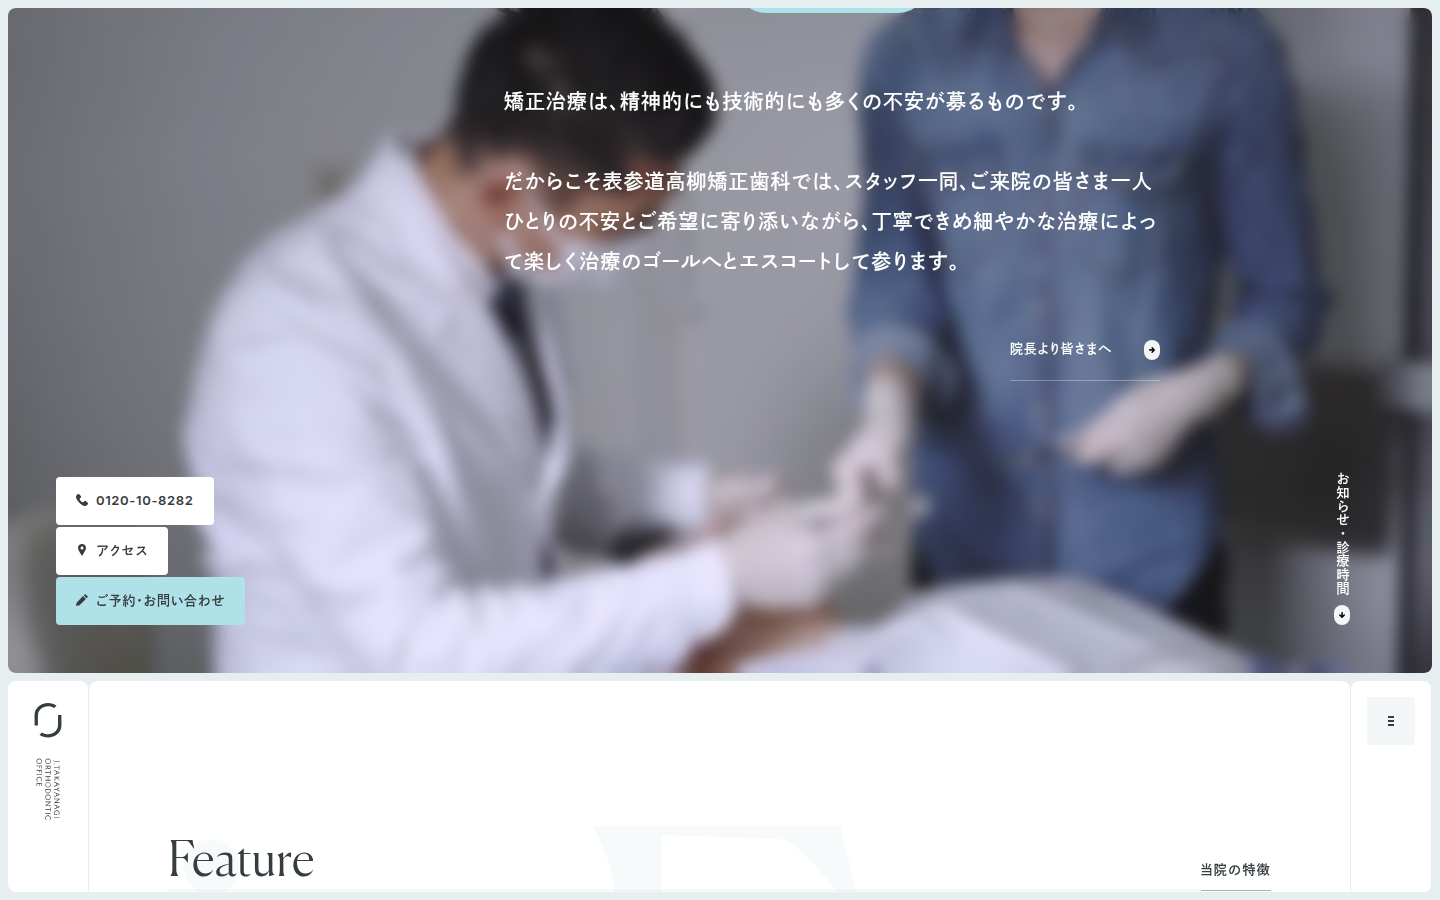 矯正治療は、精神的にも技術的にも多くの不安が募るものです。
だからこそ表参道高柳矯正歯科では、スタッフ一同、ご来院の皆さま一人
ひとりの不安とご希望に寄り添いながら、丁寧できめ細やかな治療によっ
て楽しく治療のゴールへとエスコートして参ります。
院長より皆さまへ
0120-10-8282
アクセス
ご予約・お問い合わせ
お知らせ・診療時間
J.TAKAYANAGI
ORTHODONTIC
OFFICE
Feature
当院の特徴